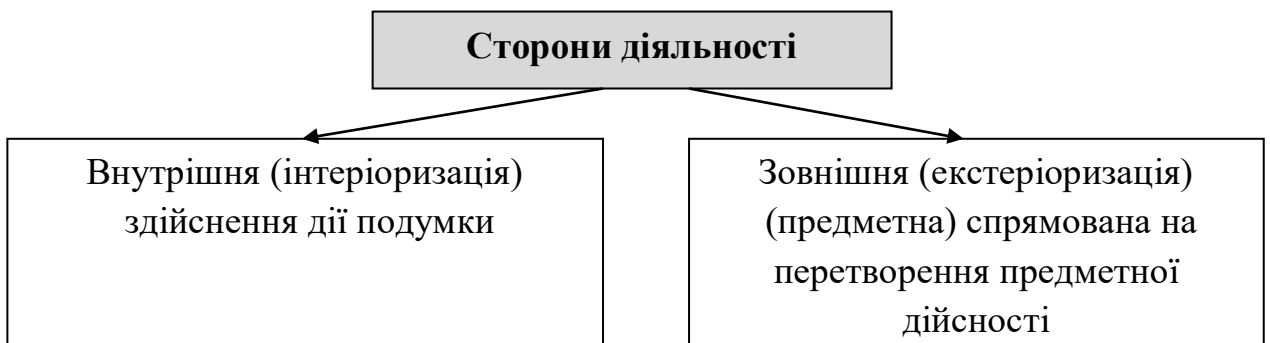 Сторони діяльності
Внутрішня (інтеріоризація)
здійснення дії подумки
Зовнішня (екстеріоризація)
(предметна) спрямована на
перетворення предметної
дійсності